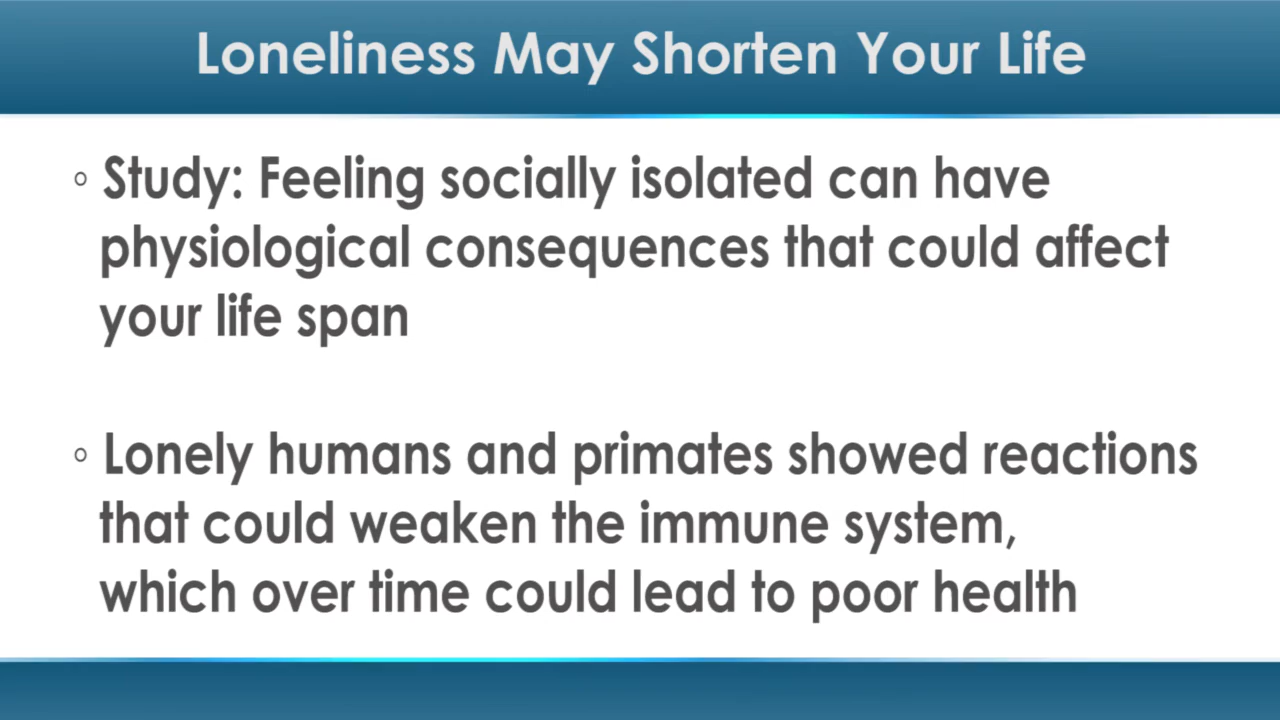 Loneliness May Shorten Your Life
◦ Study: Feeling socially isolated can have
physiological consequences that could affect
your life span
◦ Lonely humans and primates showed reactions
that could weaken the immune system,
which over time could lead to poor health